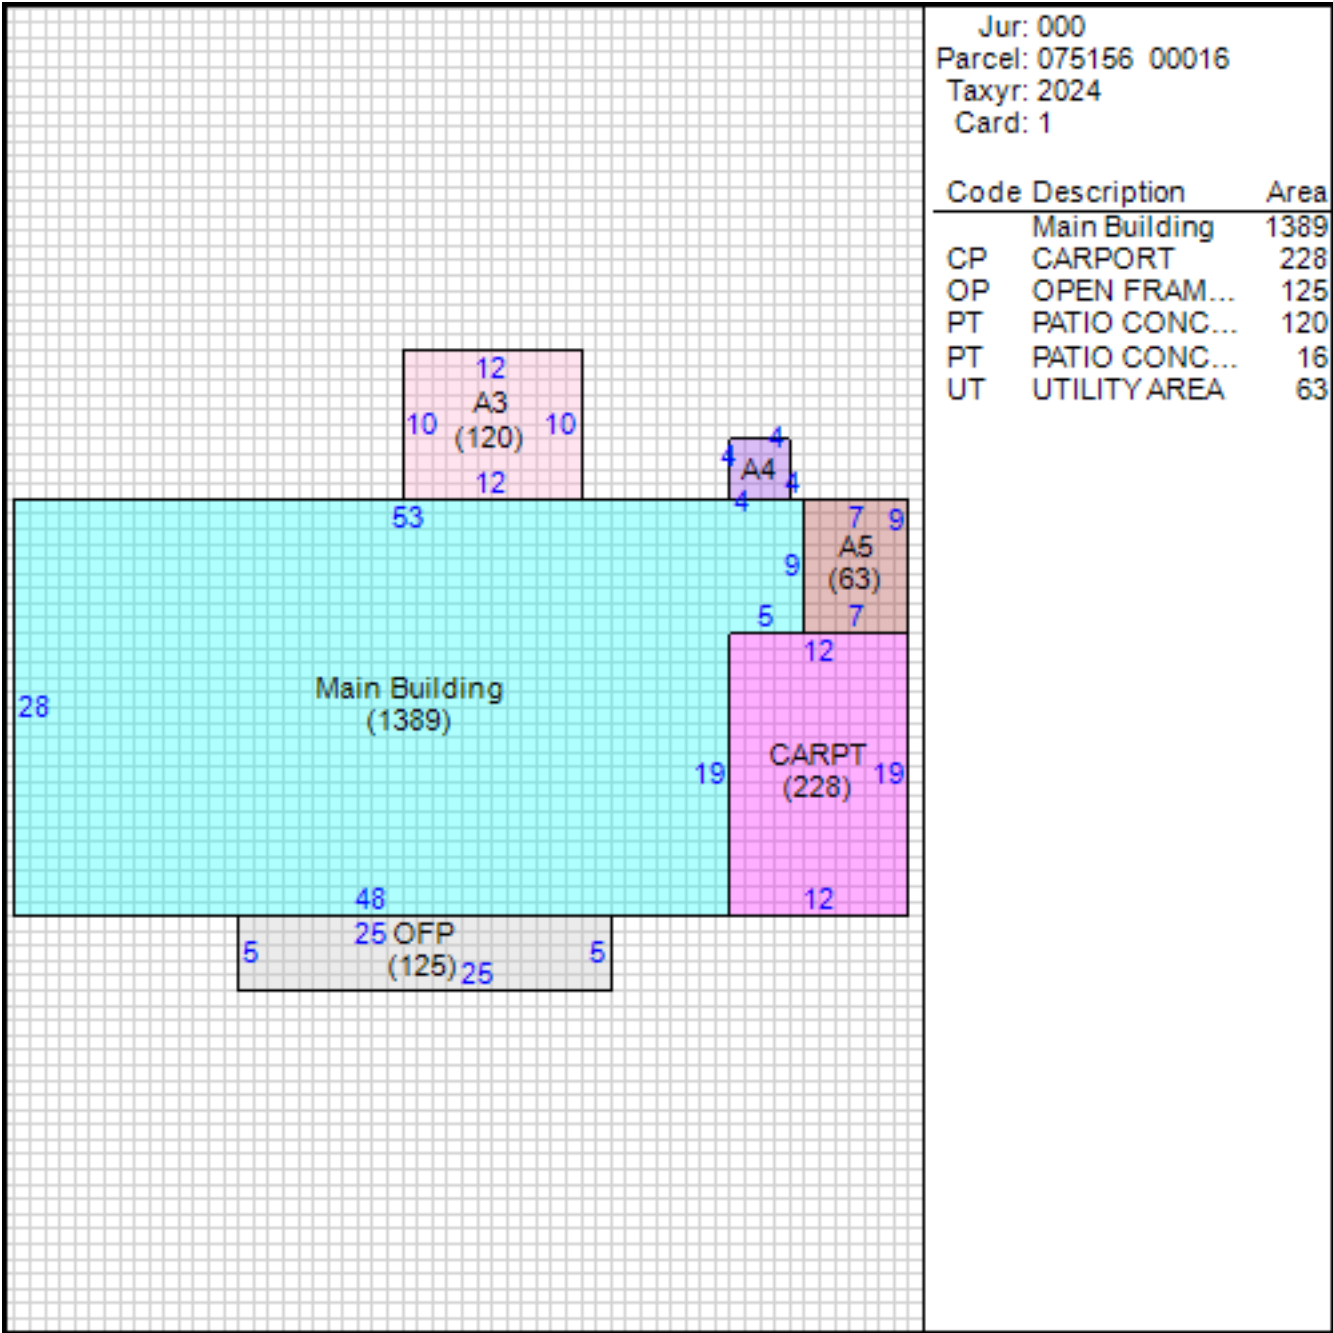 Jur: 000
Parcel: 075156 00016
Taxyr: 2024
Card: 1
Code Description Area
Main Building 1389
CP CARPORT 228
OP OPEN FRAM... 125
PT PATIO CONC... 120
PT PATIO CONC... 16
UT UTILITY AREA 63
12
A3
10 (120) 10
12
4
4 A4 4
4
53
7 9
A5
9 (63)
5 7
12
Main Building
(1389)
28
CARPT
19 (228) 19
48 12
25 OFP
5 (125) 25 5